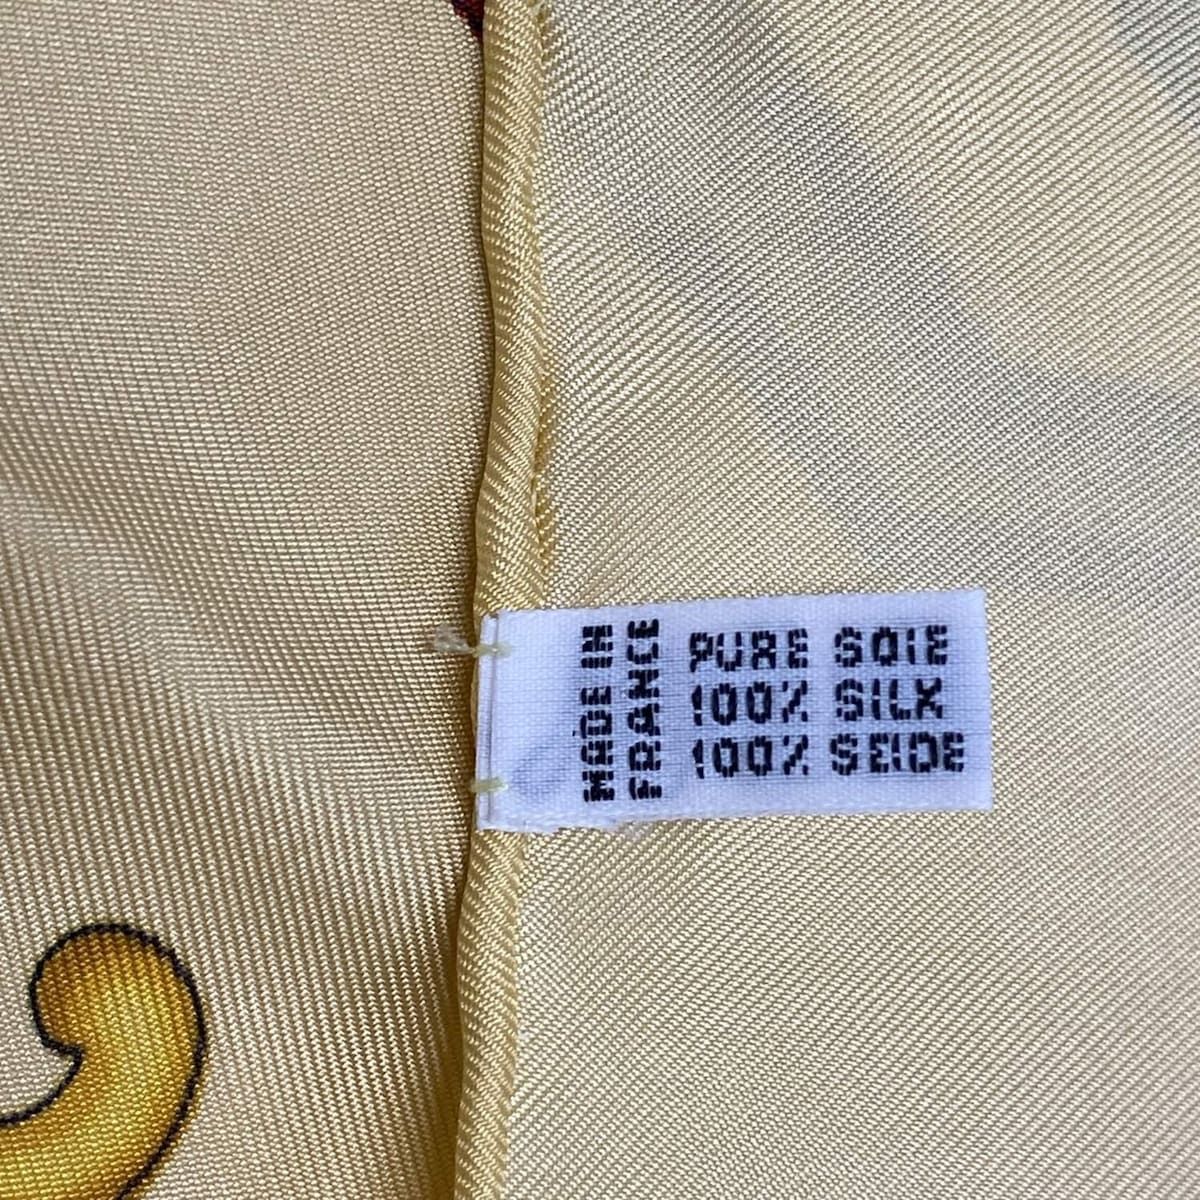 MADE IN
FRANCE
PURE SOIE
100% SILK
100% SEIDE